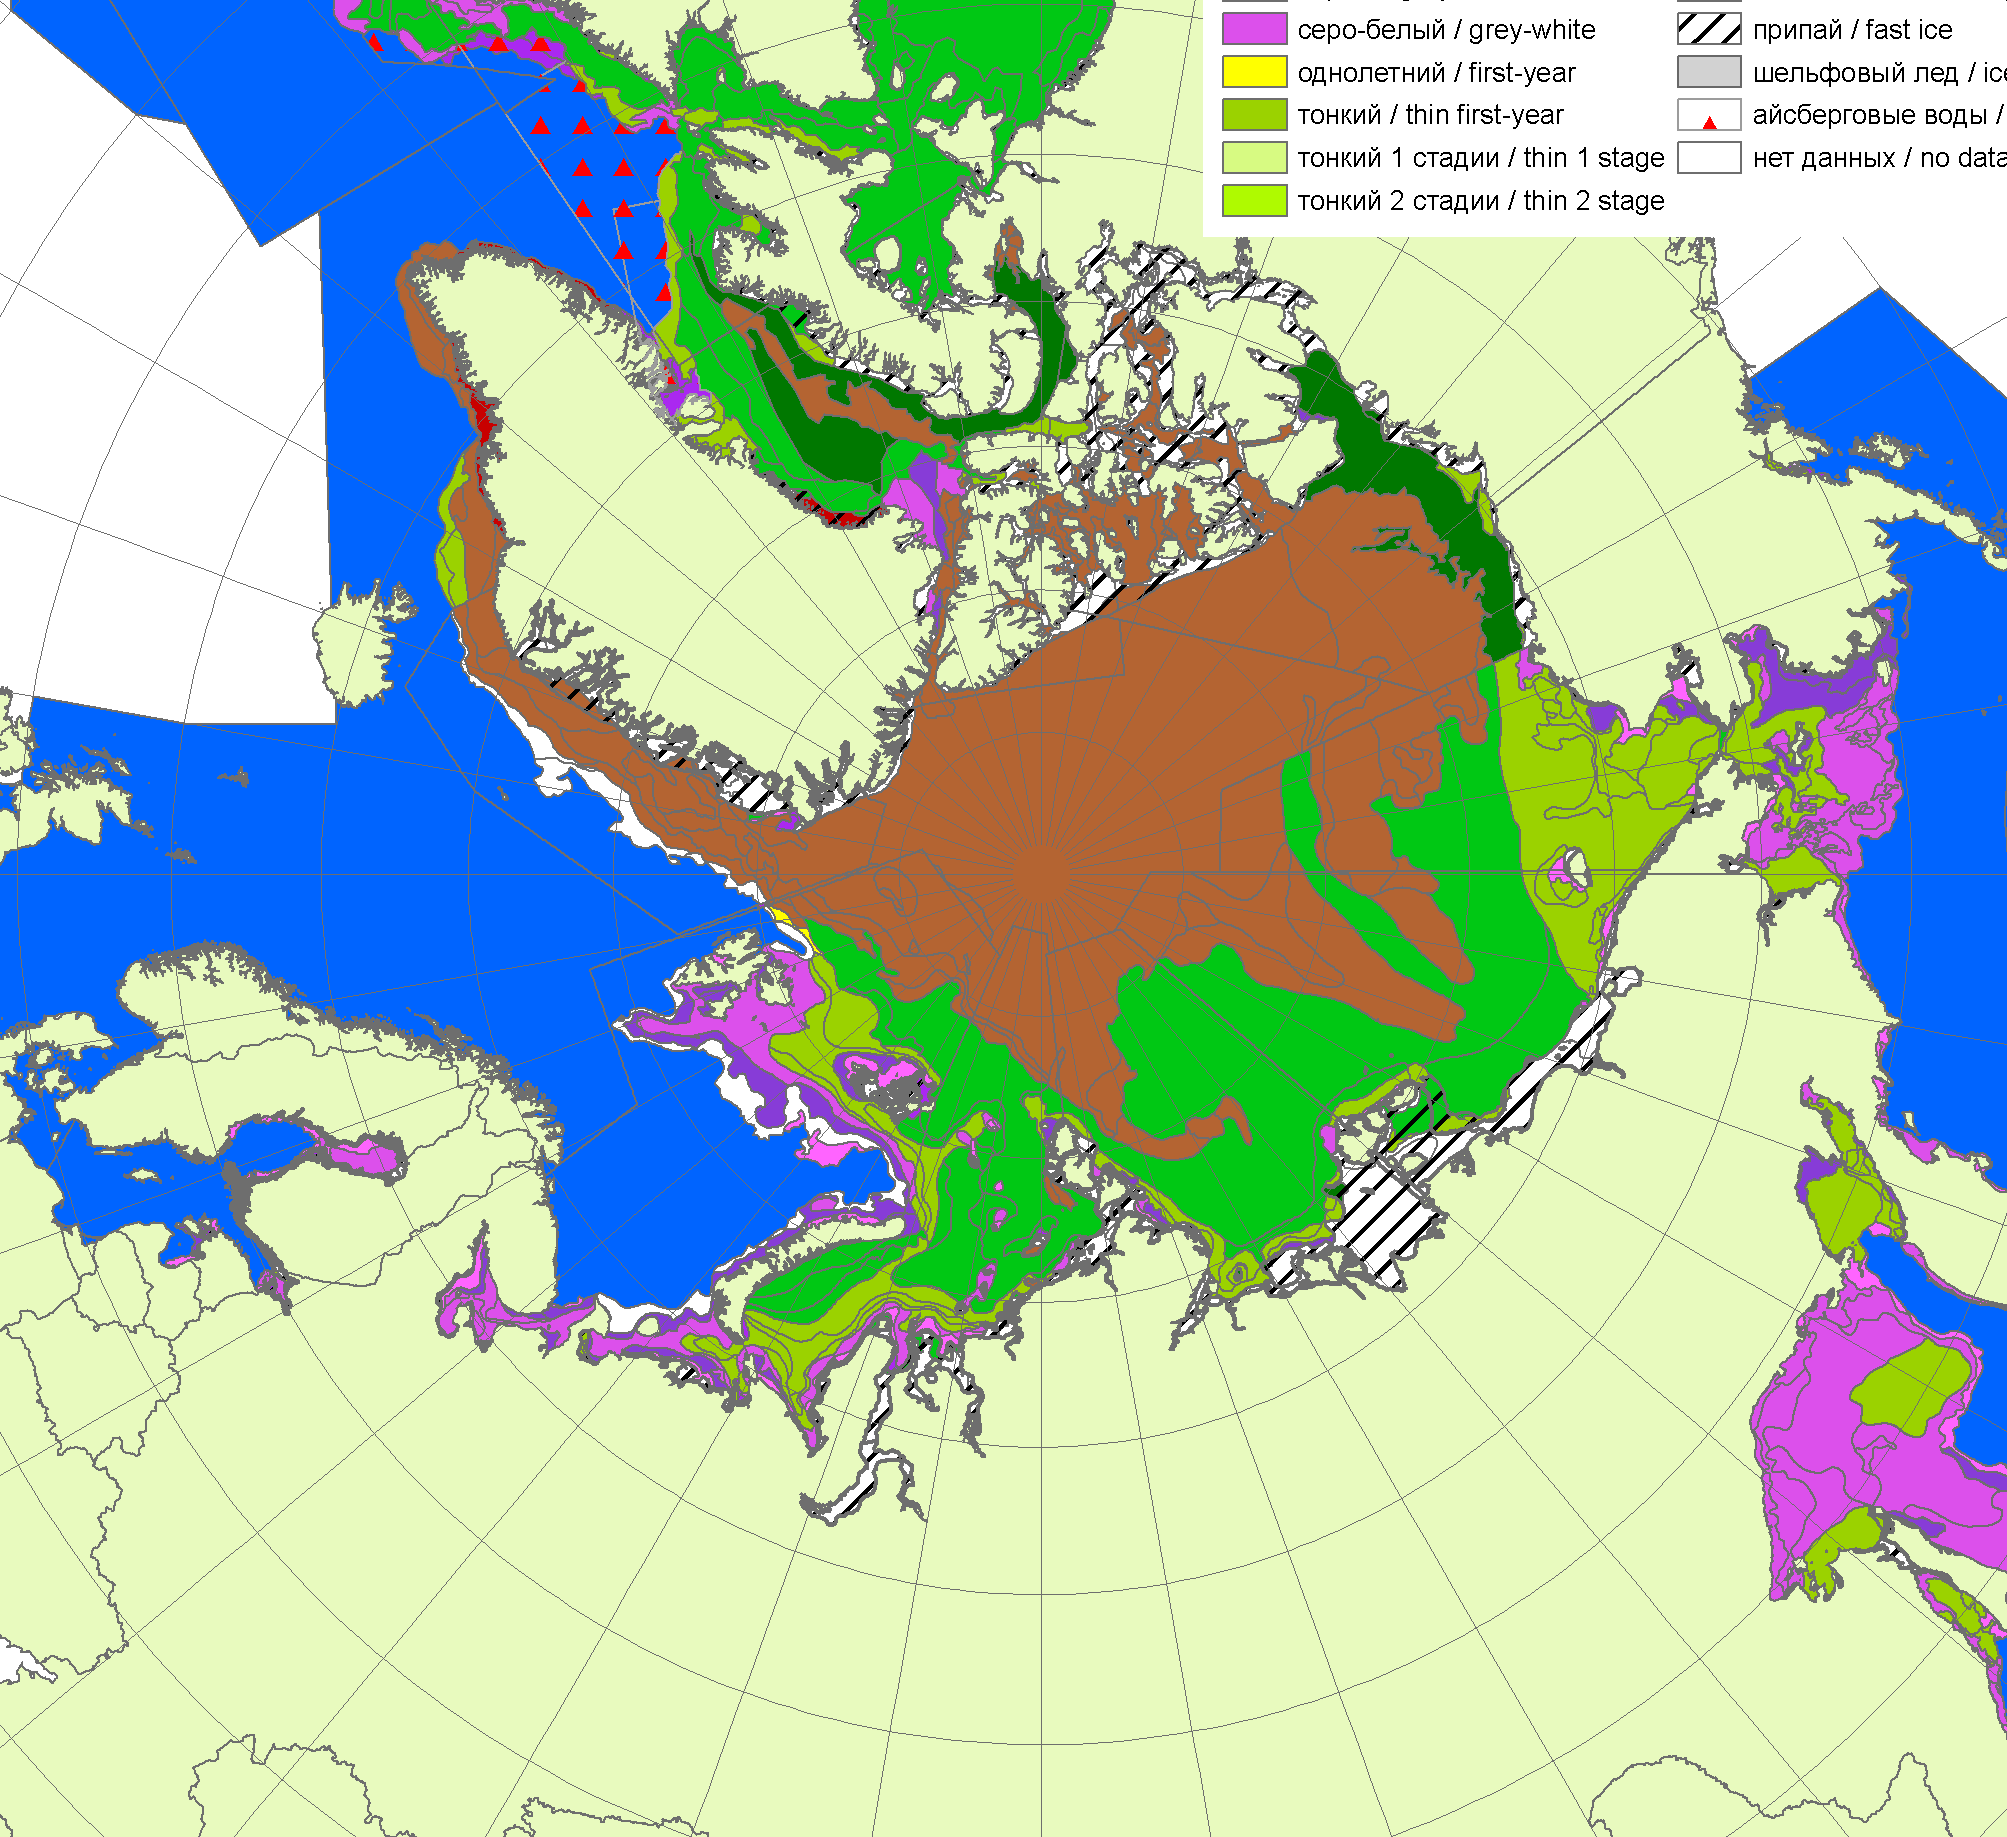 серо-белый / grey-white
однолетний / first-year
тонкий / thin first-year
тонкий 1 стадии / thin 1 stage
тонкий 2 стадии / thin 2 stage
припай / fast ice
шельфовый лед / ice
айсберговые воды /
нет данных / no data